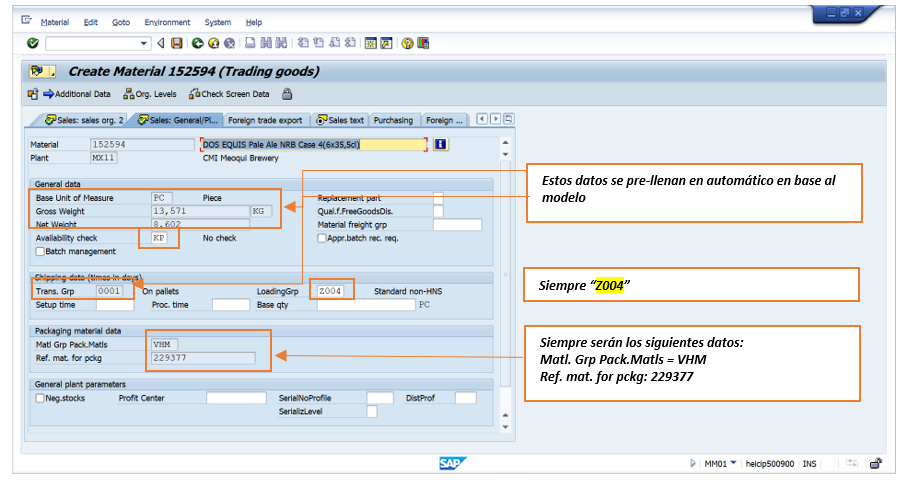 Material Edit Goto Environment System Help
Create Material 152594 (Trading goods)
Additional Data Org. Levels Check Screen Data
Sales: sales org. 2 Sales: General/Pl... Foreign trade export Sales text Purchasing Foreign ...
Material 152594 DOS EQUIS Pale Ale NRB Case 4(6x35,5cl)
Plant MX11 CMI Meoqui Brewery
General data
Base Unit of Measure PC Piece Replacement part
Gross Weight 13,571 KG Qual.f.FreeGoodsDis.
Net Weight 8,602 Material freight grp
Availability check KP No check Appr.batch rec. req.
Batch management
Shipping data (times in days)
Trans. Grp 0001 On pallets LoadingGrp Z004 Standard non-HNS
Setup time Proc. time Base qty PC
Packaging material data
Matl Grp Pack.Matls VHM
Ref. mat. for pckg 229377
General plant parameters
Neg.stocks Profit Center SerialNoProfile DistProf
SerializLevel
Estos datos se pre-llenan en automático en base al
modelo
Siempre “Z004”
Siempre serán los siguientes datos:
Matl. Grp Pack.Matls = VHM
Ref. mat. for pckg: 229377
SAP MM01 heicip500900 INS